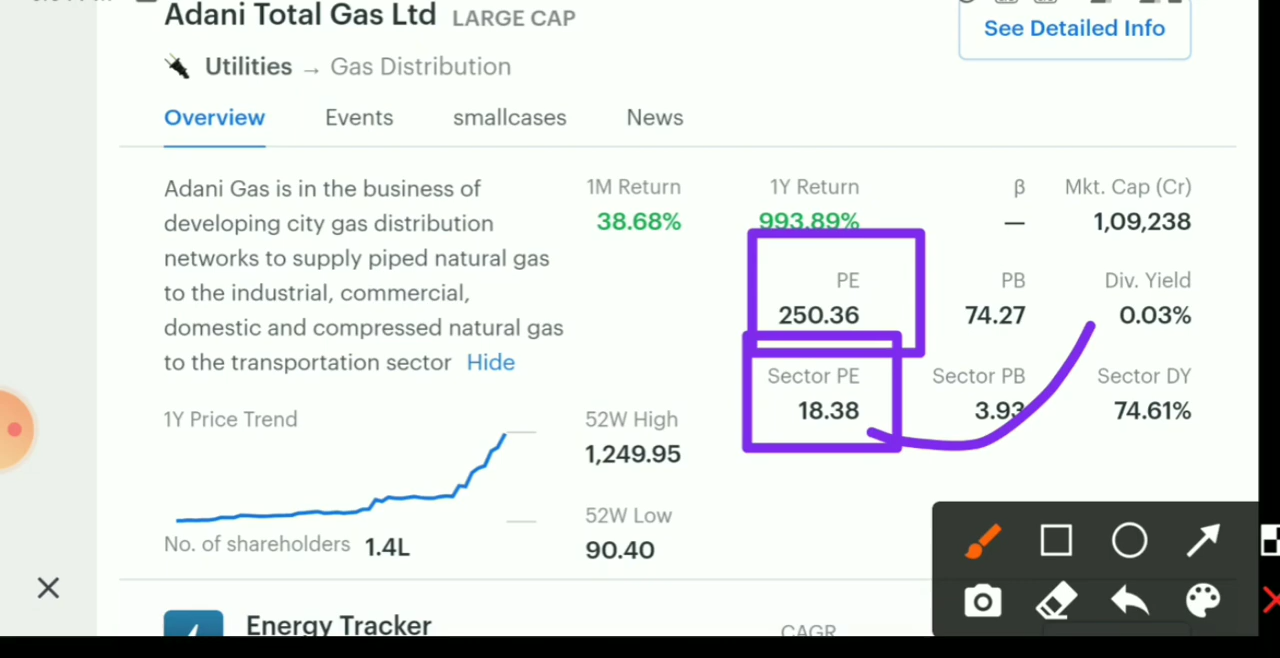 Adani Total Gas Ltd LARGE CAP
See Detailed Info
Utilities → Gas Distribution
Overview Events smallcases News
Adani Gas is in the business of
developing city gas distribution
networks to supply piped natural gas
to the industrial, commercial,
domestic and compressed natural gas
to the transportation sector Hide
1M Return 1Y Return β Mkt. Cap (Cr)
38.68% 993.89% — 1,09,238
PE PB Div. Yield
250.36 74.27 0.03%
Sector PE Sector PB Sector DY
18.38 3.93 74.61%
1Y Price Trend
52W High
1,249.95
52W Low
90.40
No. of shareholders 1.4L
Energy Tracker
CAGR